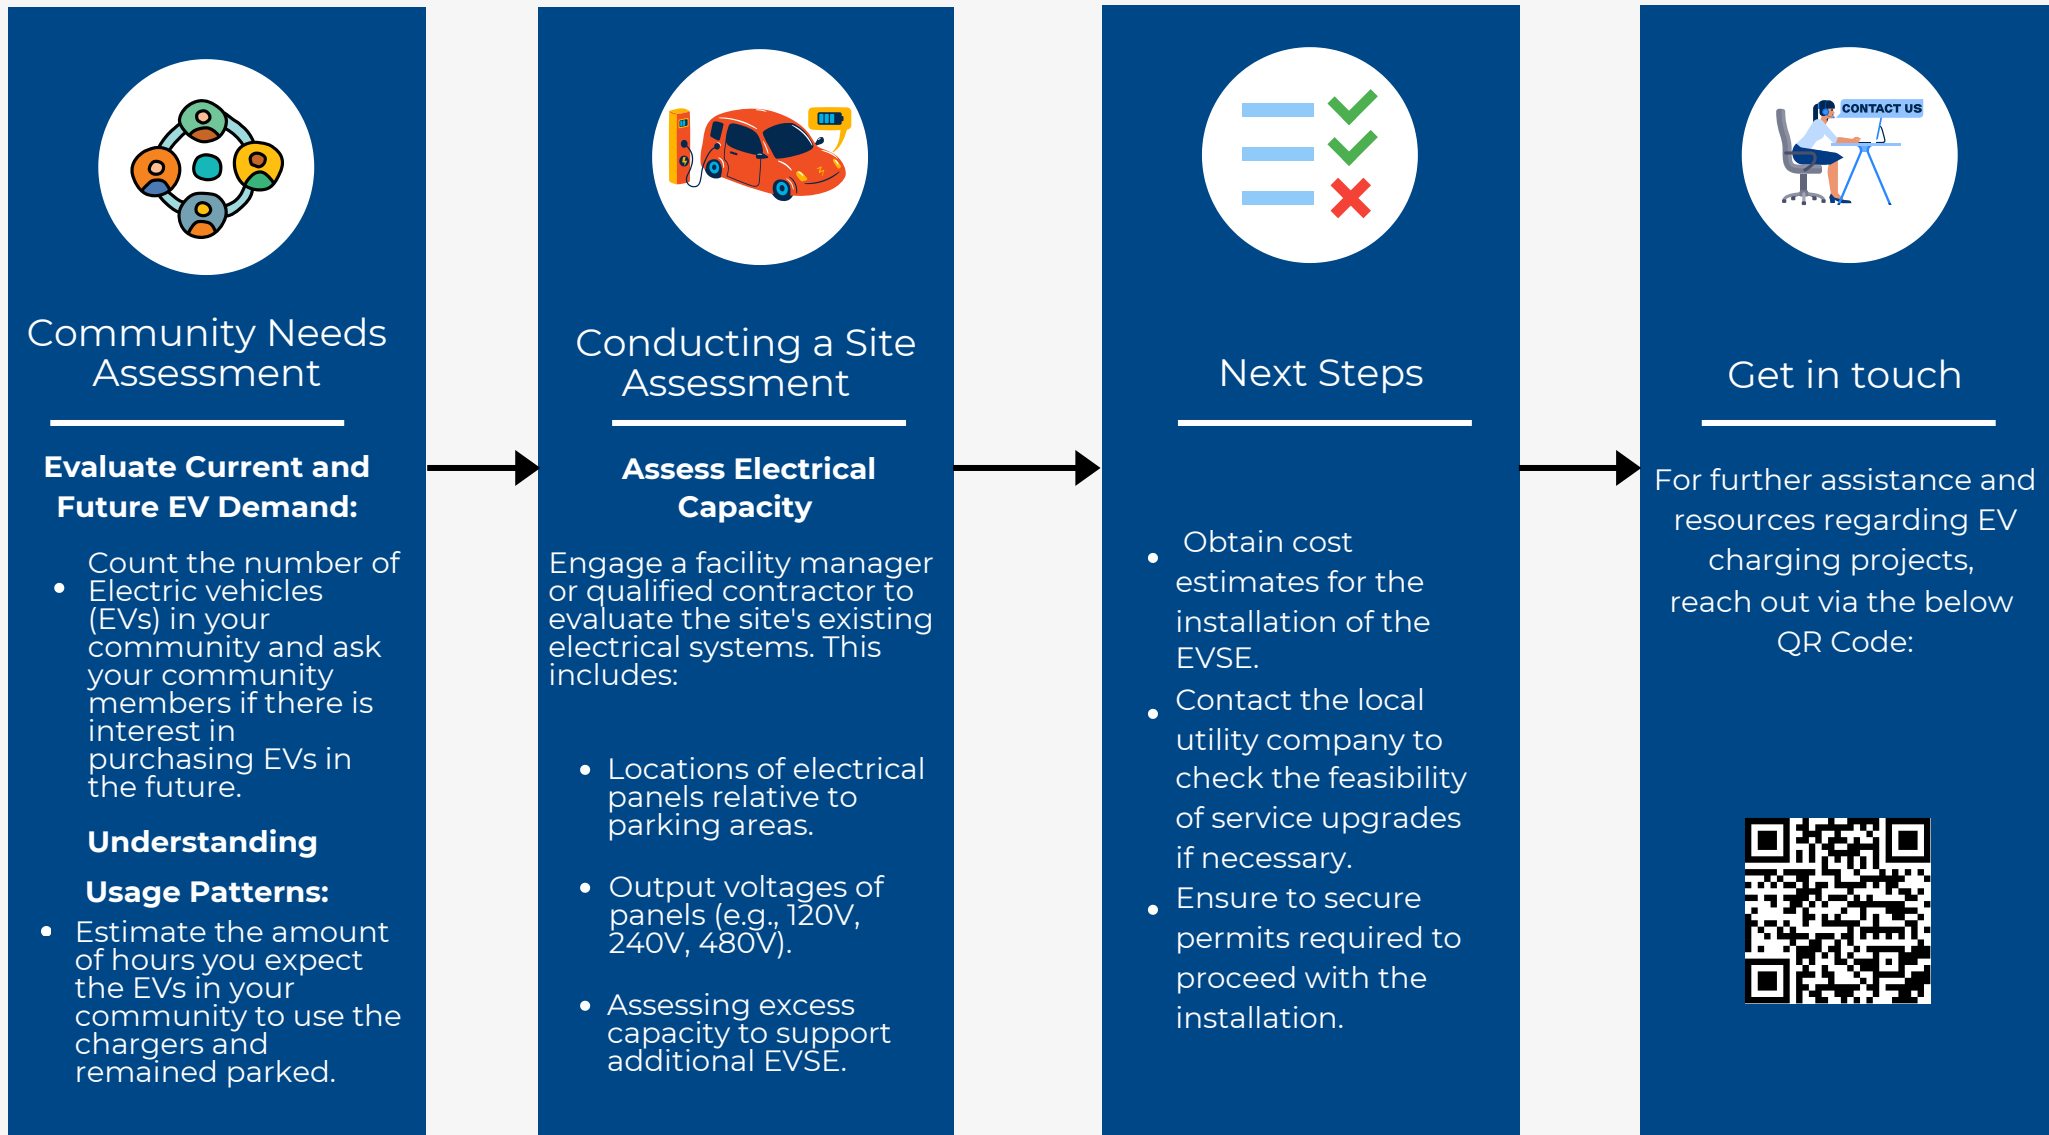 Community Needs
Assessment
Evaluate Current and
Future EV Demand:
Count the number of
Electric vehicles
(EVs) in your
community and ask
your community
members if there is
interest in
purchasing EVs in
the future.
Understanding
Usage Patterns:
Estimate the amount
of hours you expect
the EVs in your
community to use the
chargers and
remained parked.
Conducting a Site
Assessment
Assess Electrical
Capacity
Engage a facility manager
or qualified contractor to
evaluate the site's existing
electrical systems. This
includes:
Locations of electrical
panels relative to
parking areas.
Output voltages of
panels (e.g., 120V,
240V, 480V).
Assessing excess
capacity to support
additional EVSE.
Next Steps
Obtain cost
estimates for the
installation of the
EVSE.
Contact the local
utility company to
check the feasibility
of service upgrades
if necessary.
Ensure to secure
permits required to
proceed with the
installation.
CONTACT US
Get in touch
For further assistance and
resources regarding EV
charging projects,
reach out via the below
QR Code: